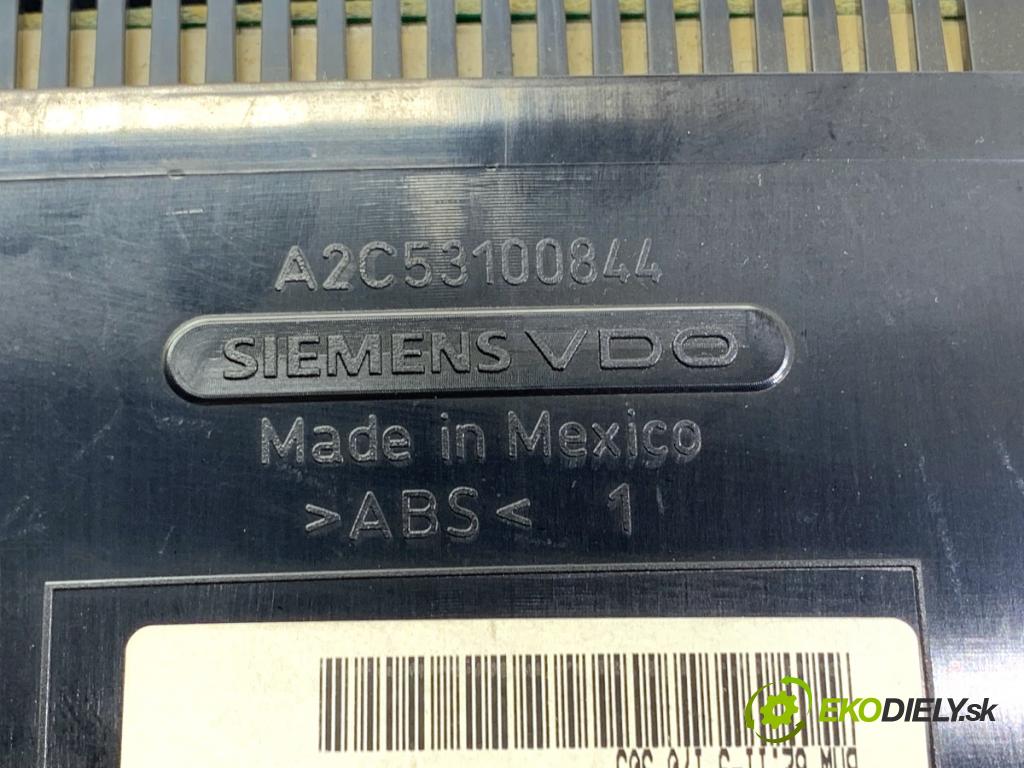 A2C53100844
SIEMENS VDO
Made in Mexico
>ABS< 1
EKODIELY.sk